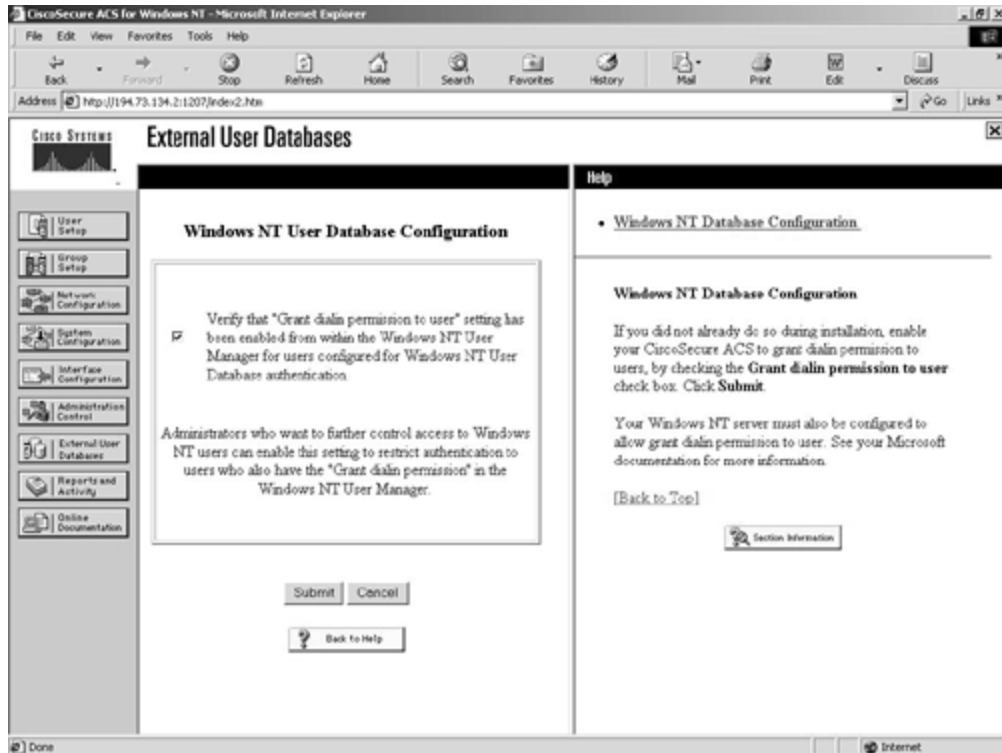 CiscoSecure ACS for Windows NT - Microsoft Internet Explorer
File Edit View Favorites Tools Help
Back Forward Stop Refresh Home Search Favorites History Mail Print Edit Discuss
Address http://194.73.134.2:1207/index2.htm Go Links
CISCO SYSTEMS
External User Databases
Help
User Setup
Group Setup
Network Configuration
System Configuration
Interface Configuration
Administration Control
External User Databases
Reports and Activity
Online Documentation
Windows NT User Database Configuration
Verify that "Grant dialin permission to user" setting has
been enabled from within the Windows NT User
Manager for users configured for Windows NT User
Database authentication.
Administrators who want to further control access to Windows
NT users can enable this setting to restrict authentication to
users who also have the "Grant dialin permission" in the
Windows NT User Manager.
Submit Cancel
Back to Help
• Windows NT Database Configuration
Windows NT Database Configuration
If you did not already do so during installation, enable
your CiscoSecure ACS to grant dialin permission to
users, by checking the Grant dialin permission to user
check box. Click Submit.
Your Windows NT server must also be configured to
allow grant dialin permission to user. See your Microsoft
documentation for more information.
[Back to Top]
Section Information
Done
Internet